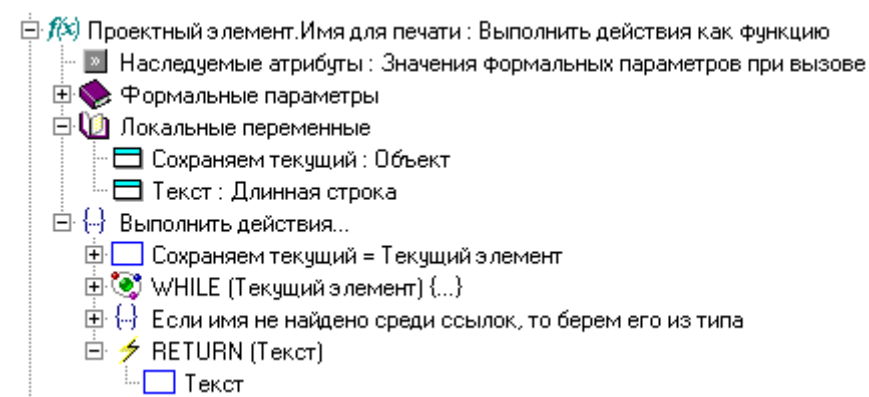 f(x) Проектный элемент.Имя для печати : Выполнить действия как функцию
» Наследуемые атрибуты : Значения формальных параметров при вызове
Формальные параметры
Локальные переменные
Сохраняем текущий : Объект
Текст : Длинная строка
{..} Выполнить действия...
Сохраняем текущий = Текущий элемент
WHILE (Текущий элемент) {...}
{..} Если имя не найдено среди ссылок, то берем его из типа
RETURN (Текст)
Текст